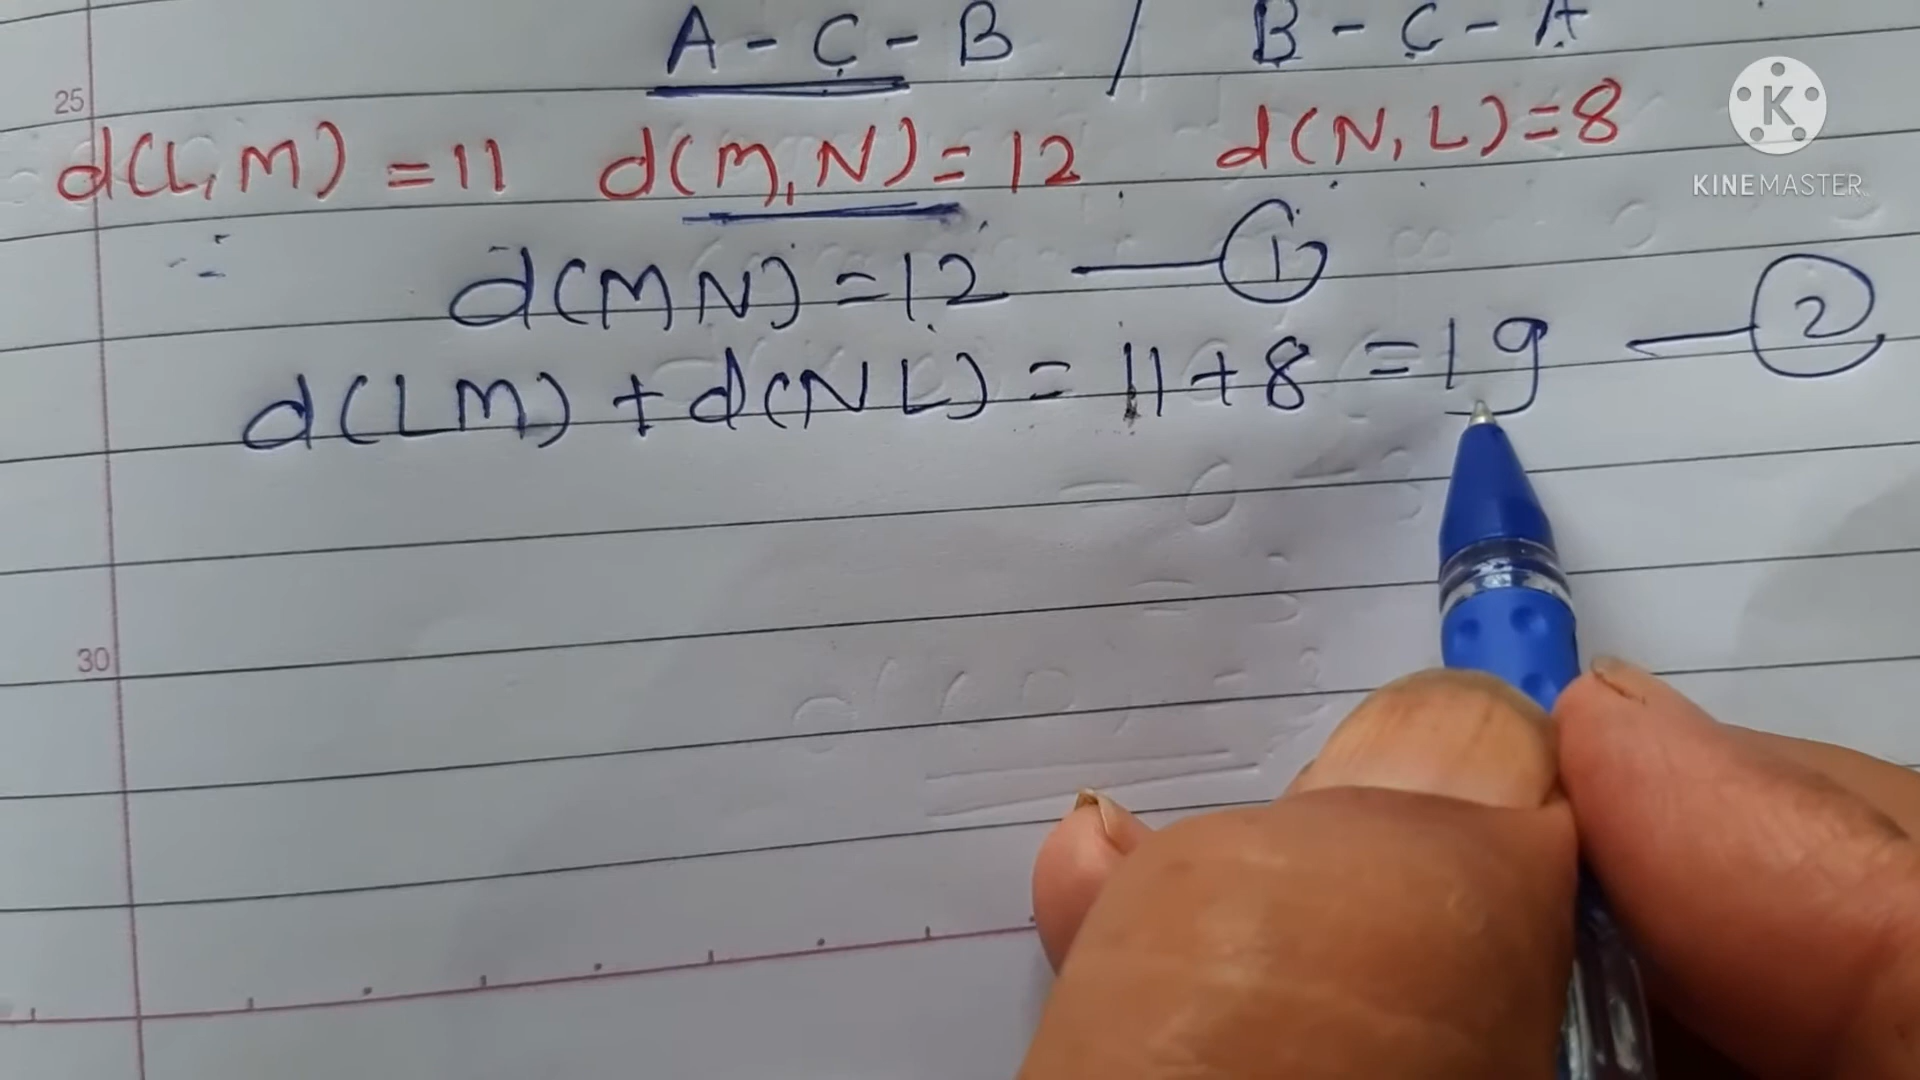 A - C - B / B - C - A
25
d(L,M) = 11 d(M,N) = 12 d(N,L) = 8
K
KINEMASTER
d(MN) = 12 — 1
d(LM) + d(NL) = 11 + 8 = 19 — 2
30